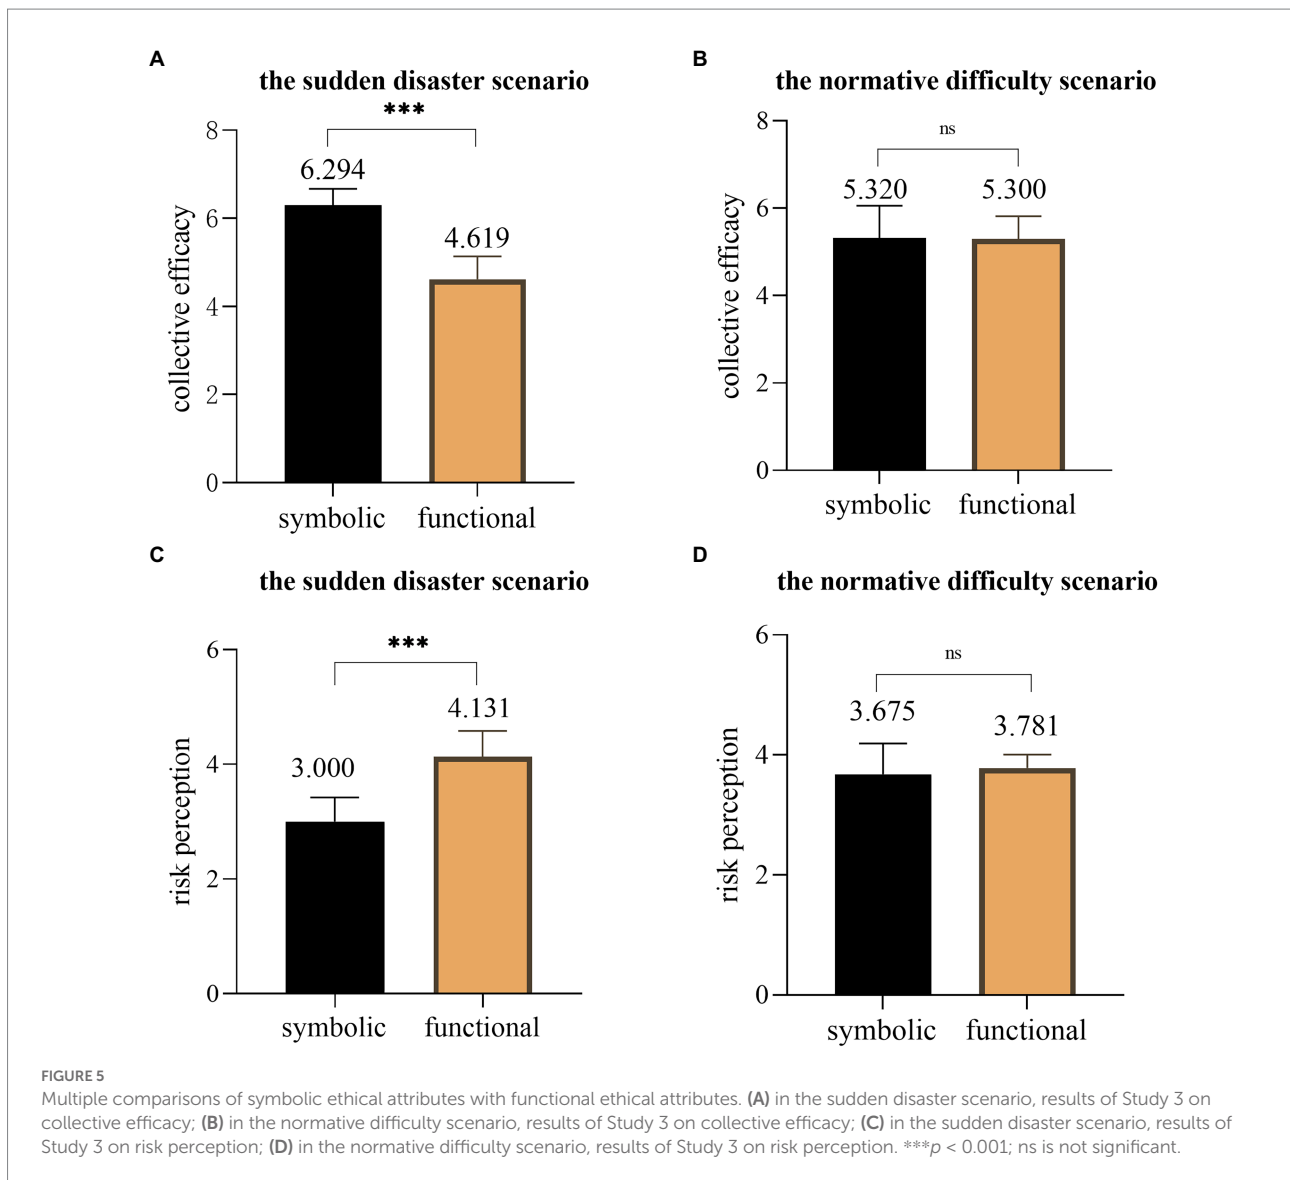 A
the sudden disaster scenario
***
8
6
4
2
0
collective efficacy
6.294
4.619
symbolic
functional
B
the normative difficulty scenario
ns
8
6
4
2
0
collective efficacy
5.320
5.300
symbolic
functional
C
the sudden disaster scenario
***
6
4
2
0
risk perception
3.000
4.131
symbolic
functional
D
the normative difficulty scenario
ns
6
4
2
0
risk perception
3.675
3.781
symbolic
functional
FIGURE 5
Multiple comparisons of symbolic ethical attributes with functional ethical attributes. (A) in the sudden disaster scenario, results of Study 3 on
collective efficacy; (B) in the normative difficulty scenario, results of Study 3 on collective efficacy; (C) in the sudden disaster scenario, results of
Study 3 on risk perception; (D) in the normative difficulty scenario, results of Study 3 on risk perception. ***p < 0.001; ns is not significant.